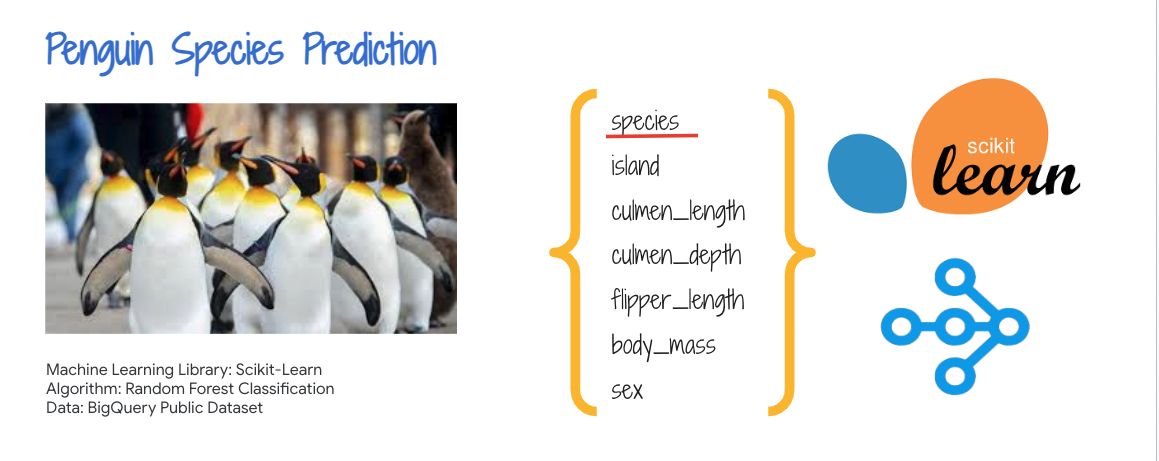 Penguin Species Prediction
Machine Learning Library: Scikit-Learn
Algorithm: Random Forest Classification
Data: BigQuery Public Dataset
species
island
culmen_length
culmen_depth
flipper_length
body_mass
sex
scikit
learn